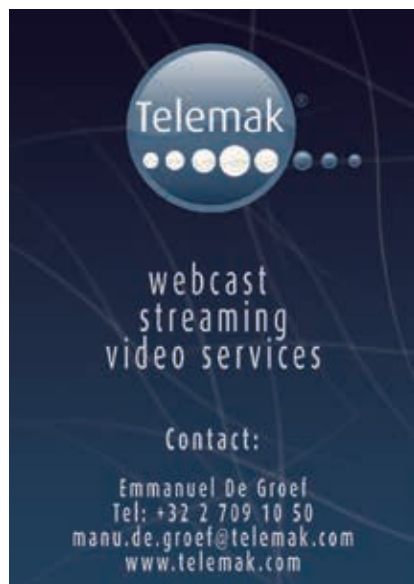 Telemak®
webcast
streaming
video services
Contact:
Emmanuel De Groef
Tel: +32 2 709 10 50
manu.de.groef@telemak.com
www.telemak.com